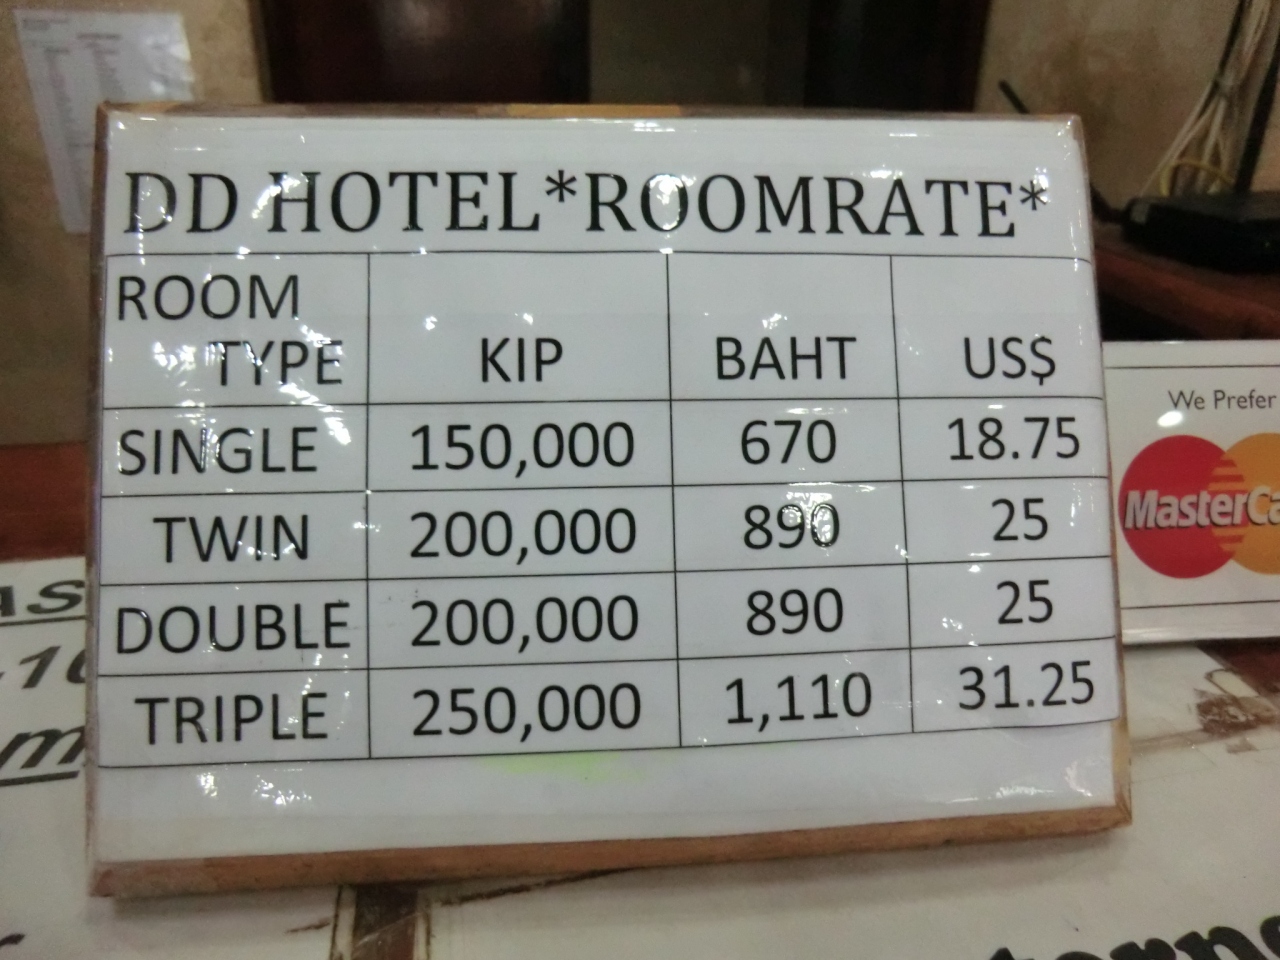 DD HOTEL*ROOMRATE*
ROOM
TYPE KIP BAHT US$
SINGLE 150,000 670 18.75
TWIN 200,000 890 25
DOUBLE 200,000 890 25
TRIPLE 250,000 1,110 31.25
We Prefer
MasterCa